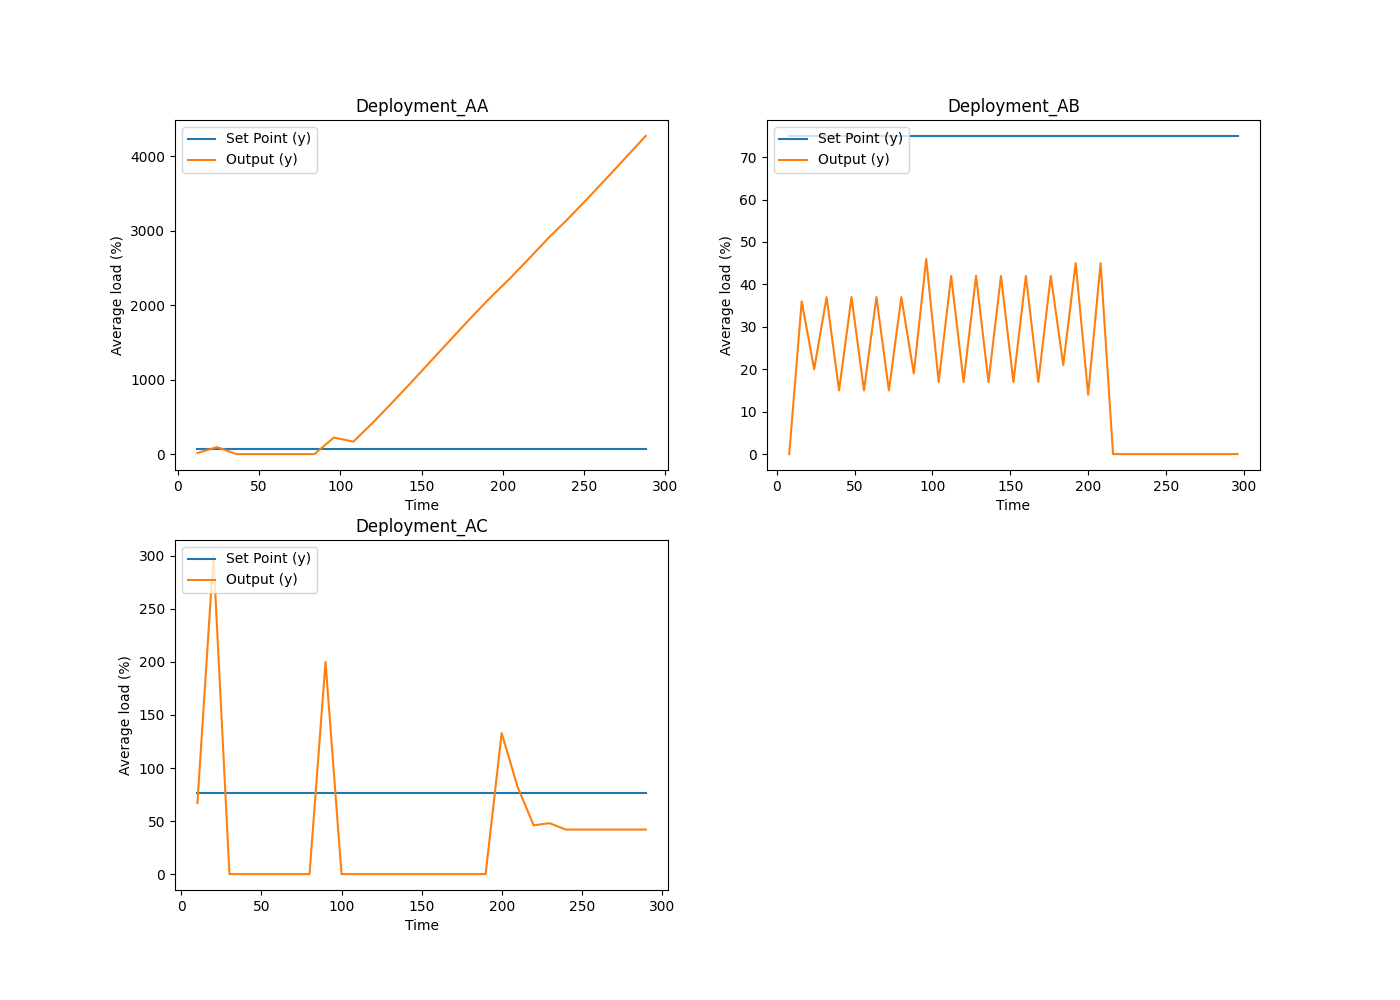 Deployment_AA
Set Point (y)
Output (y)
Average load (%)
4000
3000
2000
1000
0
0 50 100 150 200 250 300
Time
Deployment_AB
Set Point (y)
Output (y)
Average load (%)
70
60
50
40
30
20
10
0
0 50 100 150 200 250 300
Time
Deployment_AC
Set Point (y)
Output (y)
Average load (%)
300
250
200
150
100
50
0
0 50 100 150 200 250 300
Time